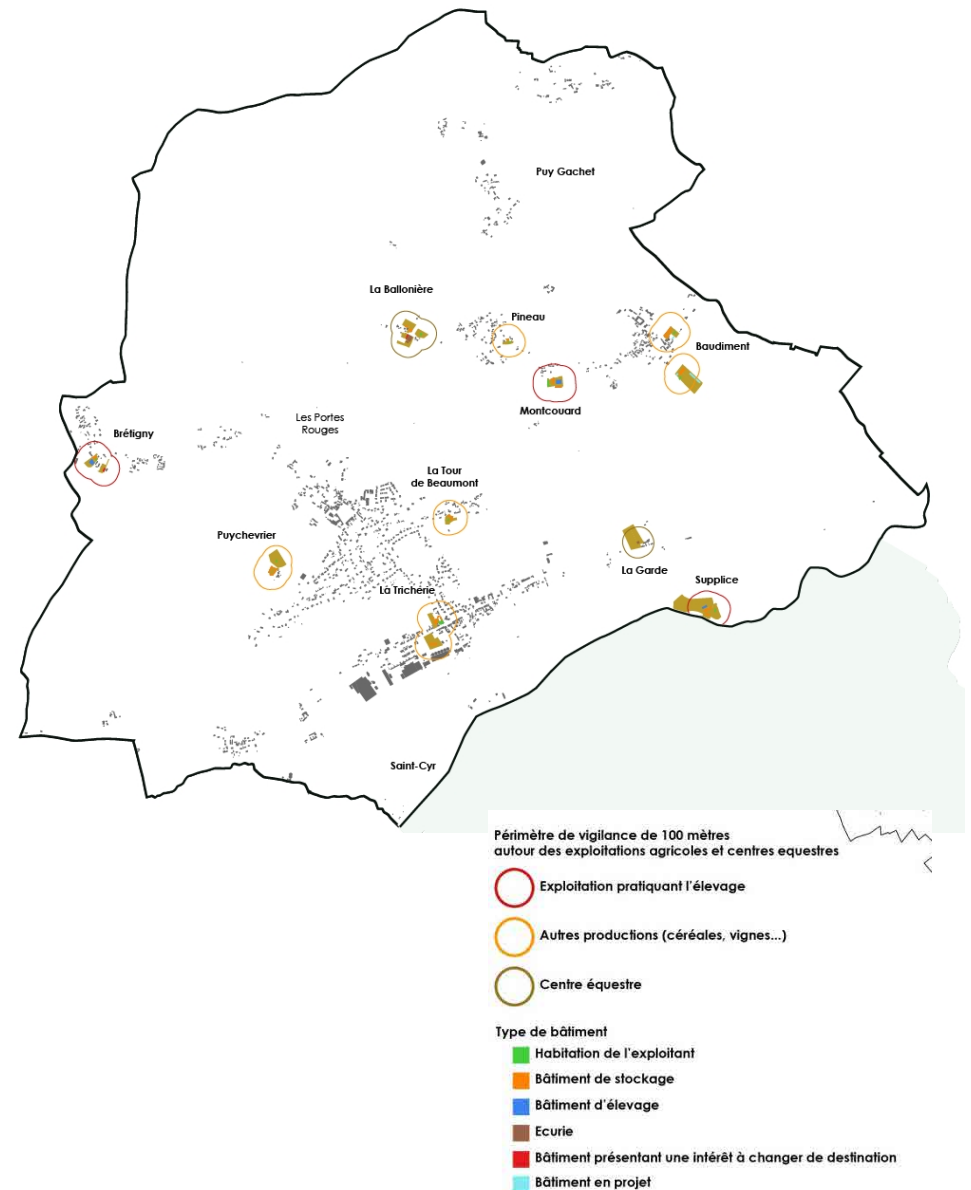 Puy Gachet
La Ballonière
Pineau
Baudiment
Montcouard
Les Portes
Rouges
Brétigny
La Tour
de Beaumont
Puychevrier
La Garde
Supplice
La Tricherie
Saint-Cyr
Périmètre de vigilance de 100 mètres
autour des exploitations agricoles et centres equestres
Exploitation pratiquant l'élevage
Autres productions (céréales, vignes...)
Centre équestre
Type de bâtiment
Habitation de l'exploitant
Bâtiment de stockage
Bâtiment d'élevage
Ecurie
Bâtiment présentant une intérêt à changer de destination
Bâtiment en projet